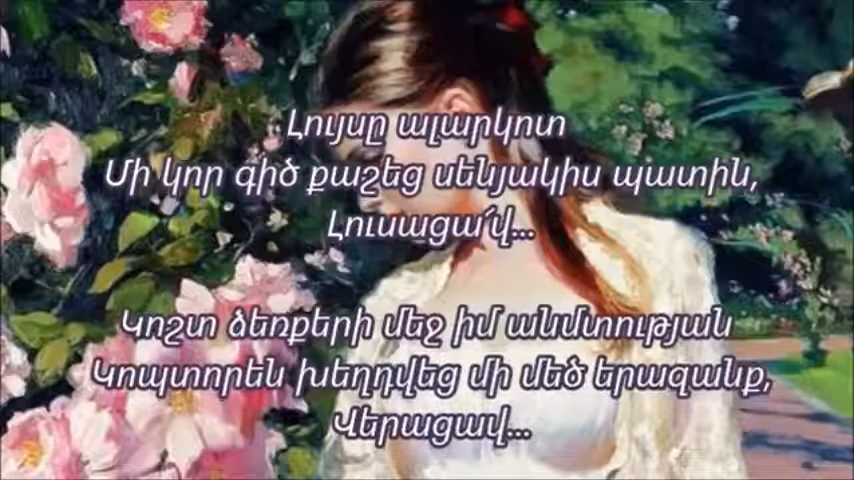 Լույսը ալարկոտ
Մի կոր գիծ քաշեց սենյակիս պատին,
Լուսացա՜վ...
Կոշտ ձեռքերի մեջ իմ անմտության
Կոպտորեն խեղդվեց մի մեծ երազանք,
Վերացավ...